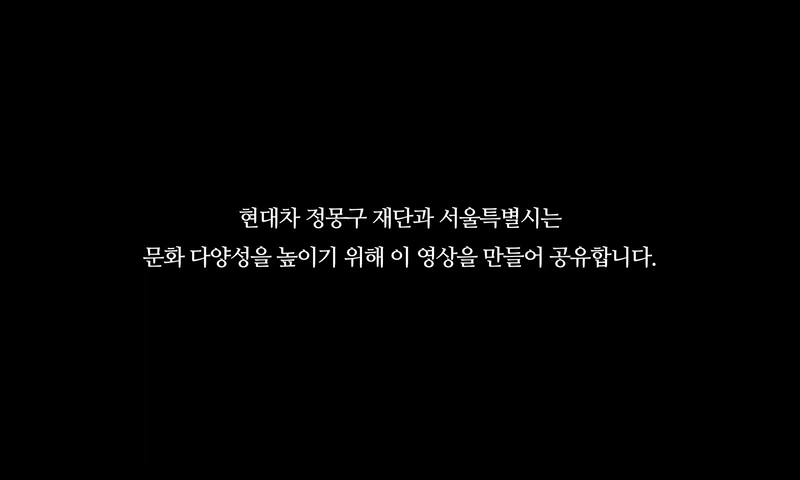 현대차 정몽구 재단과 서울특별시는
문화 다양성을 높이기 위해 이 영상을 만들어 공유합니다.